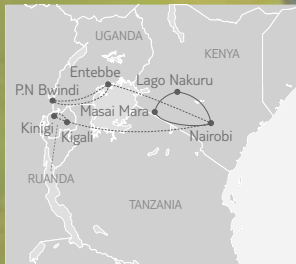 UGANDA
KENYA
Entebbe
Lago Nakuru
P.N Bwindi
Masai Mara
Kinigi
Kigali
Nairobi
RUANDA
TANZANIA